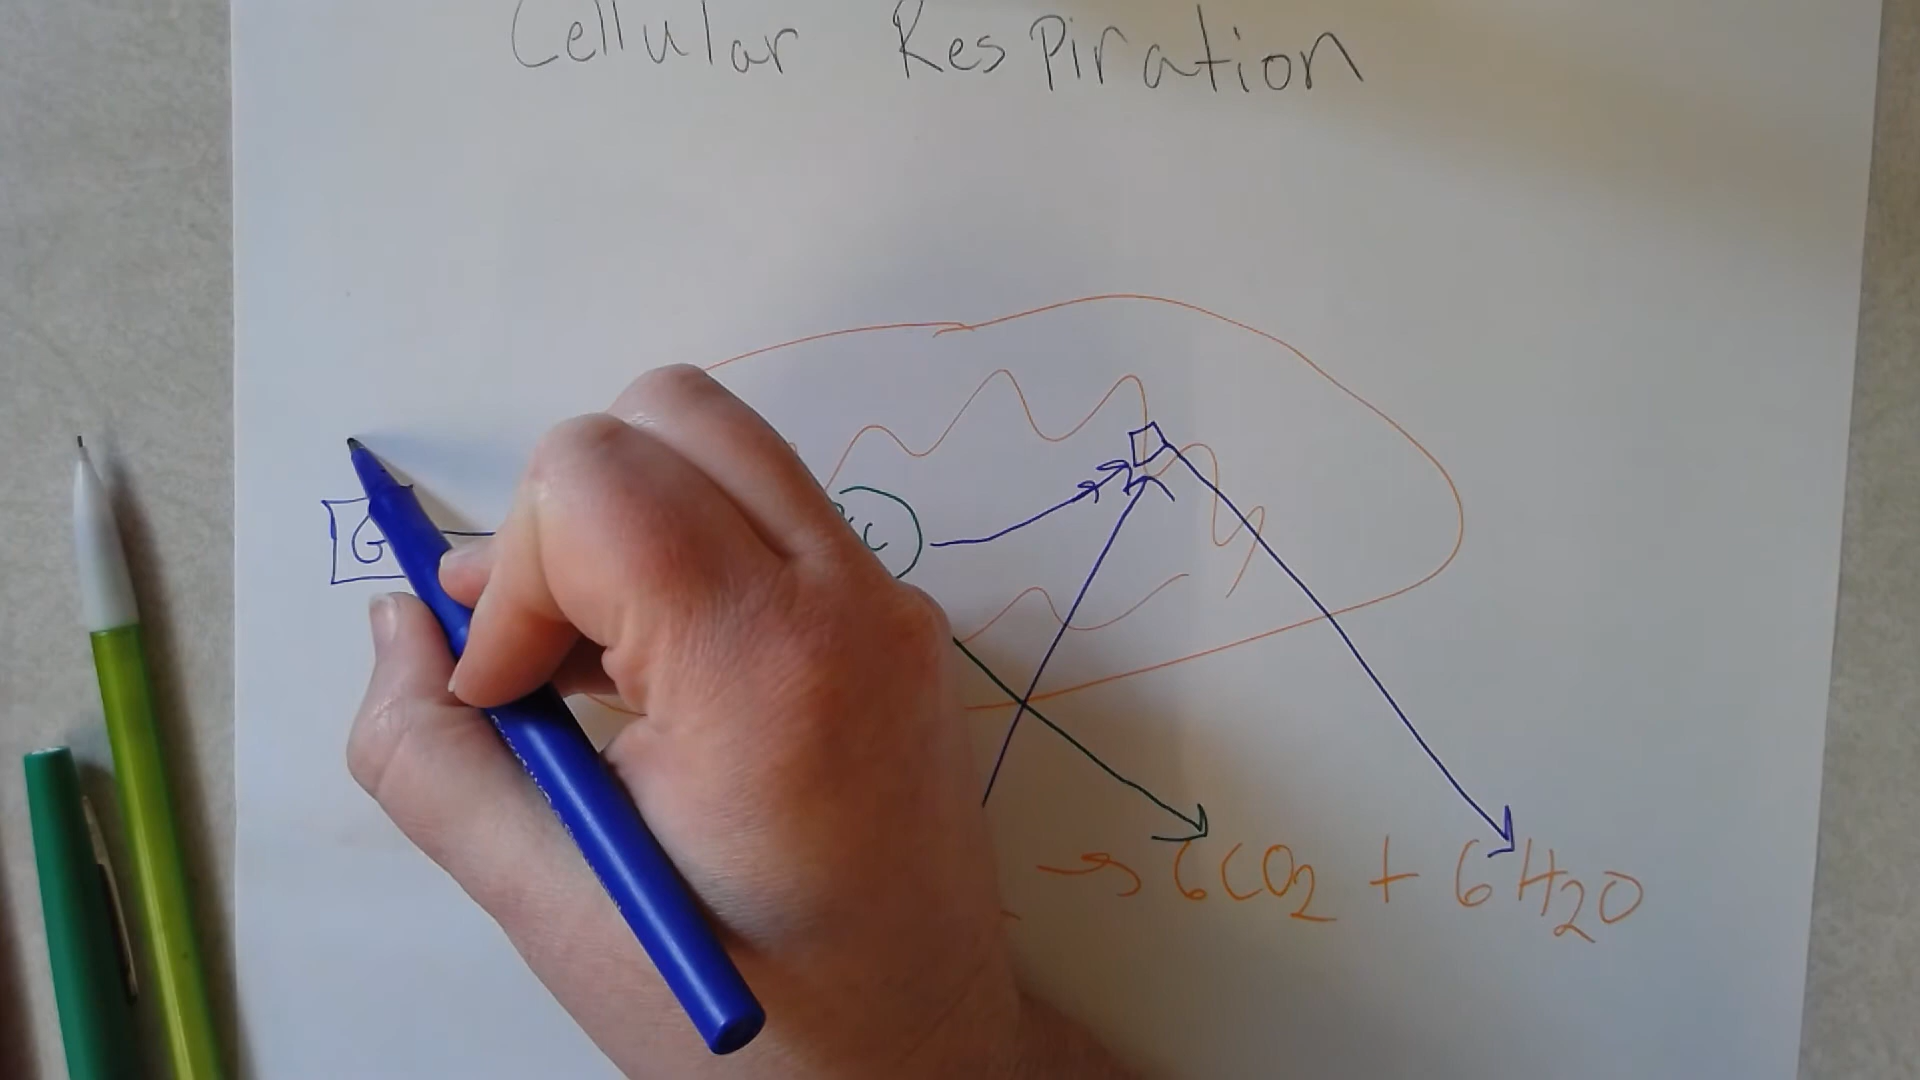 Cellular Respiration
G
→ 6CO₂ + 6H₂O